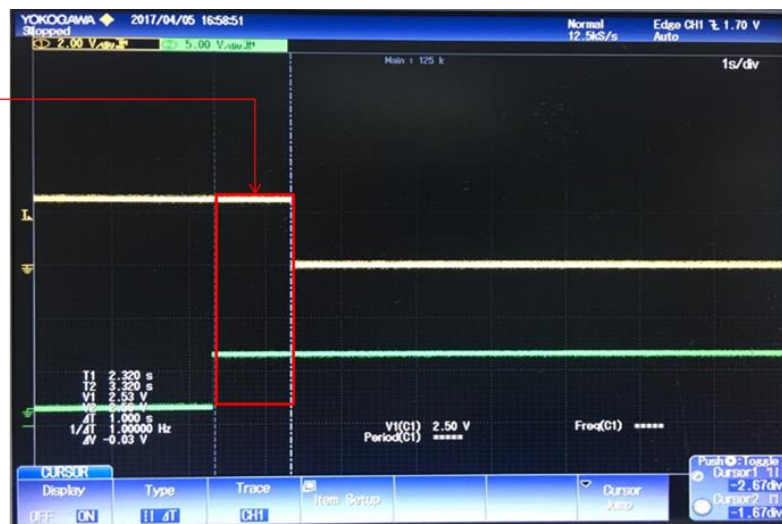 YOKOGAWA 2017/04/05 16:58:51
Stopped
Normal
12.5kS/s
Edge CH1 1.70 V
Auto
2.00 V/div 5.00 V/div
Main : 125 k
1s/div
T1 2.320 s
T2 3.320 s
V1 2.53 V
V2 2.56 V
ΔT 1.000 s
1/ΔT 1.00000 Hz
ΔV -0.03 V
V1(C1) 2.50 V
Period(C1) *****
Freq(C1) *****
CURSOR
Display
OFF ON
Type
ΔT
Trace
CH1
Item Setup
Cursor
Jump
Push :Toggle
Cursor1
-2.67div
Cursor2
-1.67div